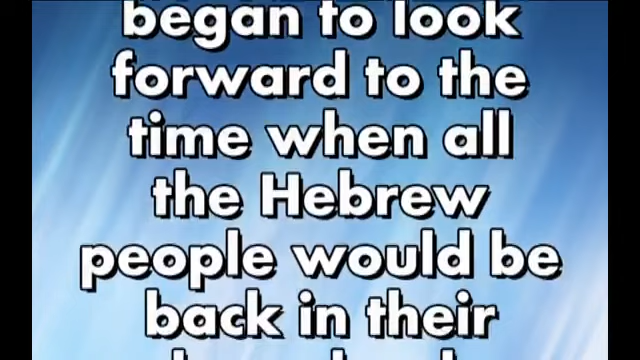 began to look
forward to the
time when all
the Hebrew
people would be
back in their